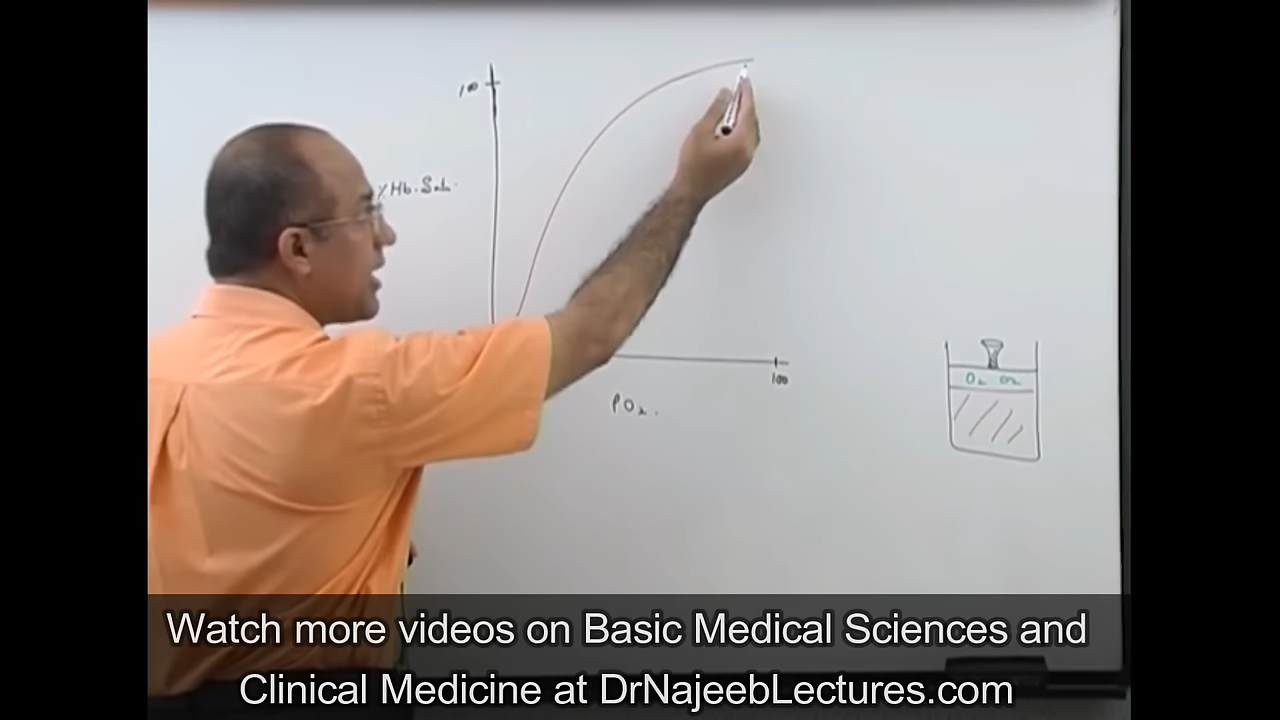 100
% Hb. Sat.
100
PO₂.
O₂ O₂
Watch more videos on Basic Medical Sciences and
Clinical Medicine at DrNajeebLectures.com